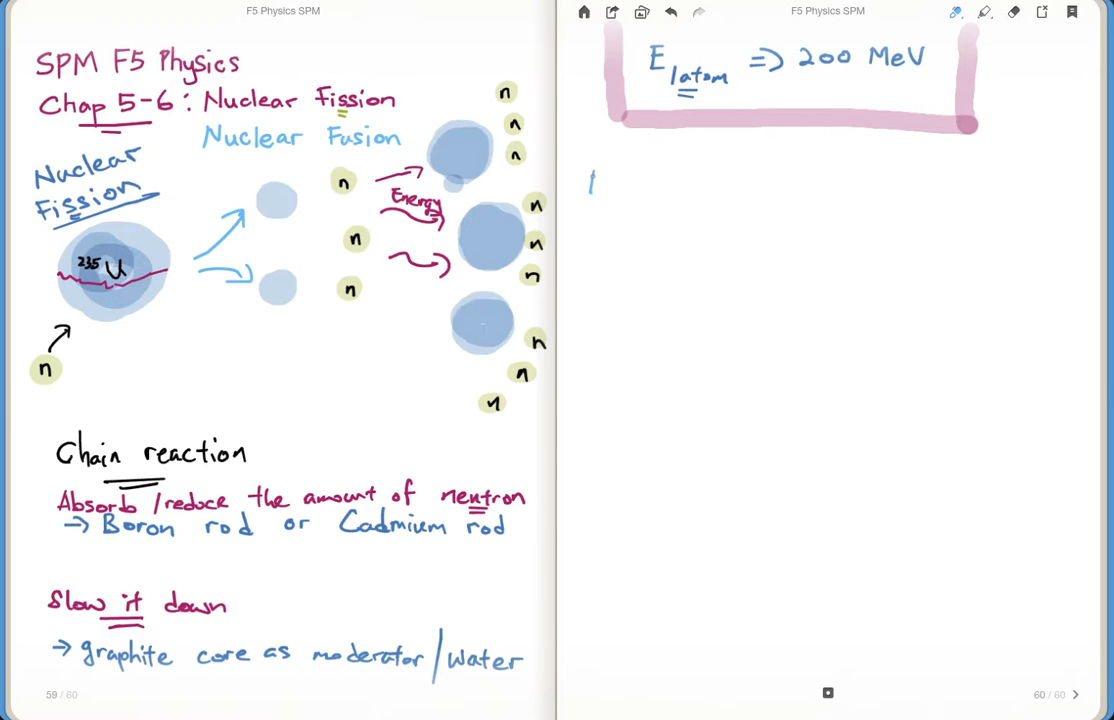 F5 Physics SPM
SPM F5 Physics
Chap 5-6: Nuclear Fission
Nuclear Fusion
Nuclear
Fission
235 U
n
n
n
n
Energy
n
n
n
n
n
n
n
n
n
Chain reaction
Absorb / reduce the amount of neutron
→ Boron rod or Cadmium rod
Slow it down
→ graphite core as moderator / water
59 / 60
F5 Physics SPM
E 1 atom => 200 MeV
60 / 60